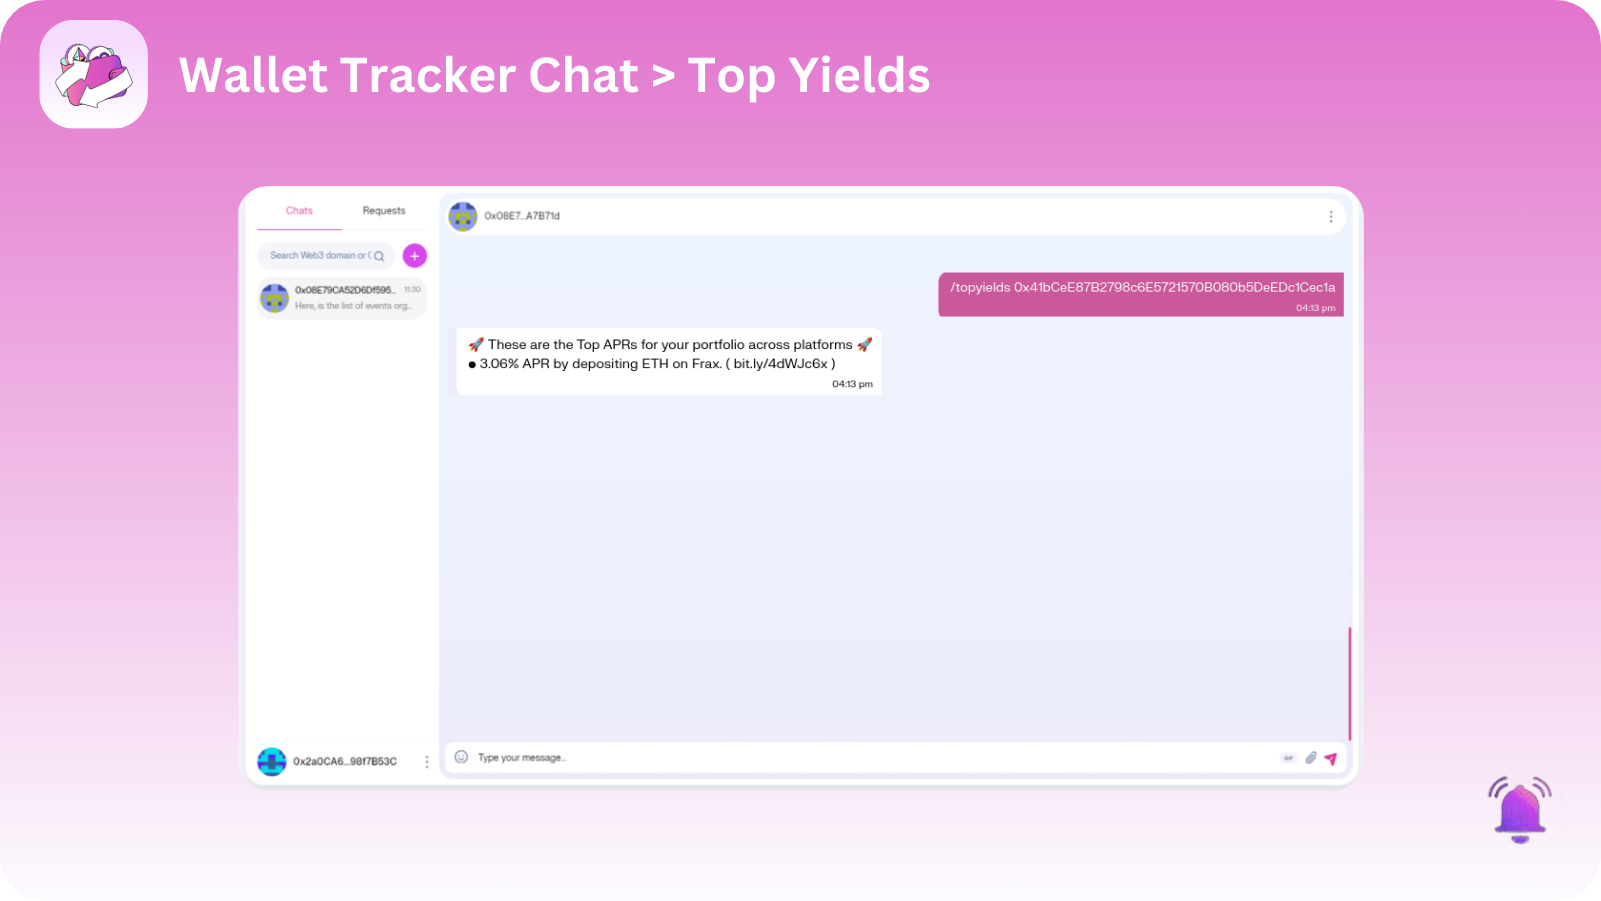 Wallet Tracker Chat > Top Yields
Chats
Requests
Search Web3 domain or
0x08E79CA52D6Df595...
11:30
Here, is the list of events org...
0x2a0CA6...98f7B53C
0x08E7...A7B71d
/topyields 0x41bCeE87B2798c6E5721570B080b5DeEDc1Cec1a
04:13 pm
🚀 These are the Top APRs for your portfolio across platforms 🚀
● 3.06% APR by depositing ETH on Frax. ( bit.ly/4dWJc6x )
04:13 pm
Type your message...